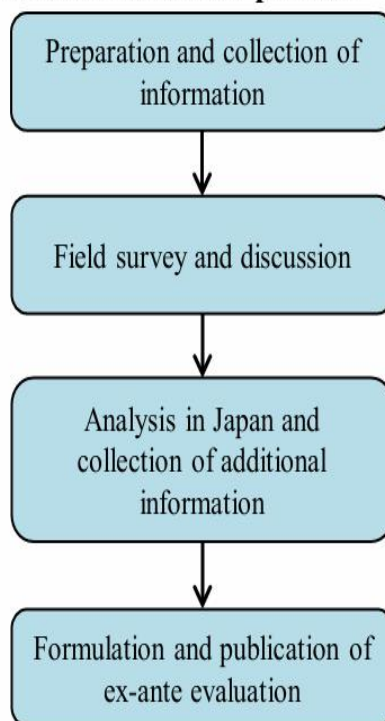 Preparation and collection of
information
Field survey and discussion
Analysis in Japan and
collection of additional
information
Formulation and publication of
ex-ante evaluation